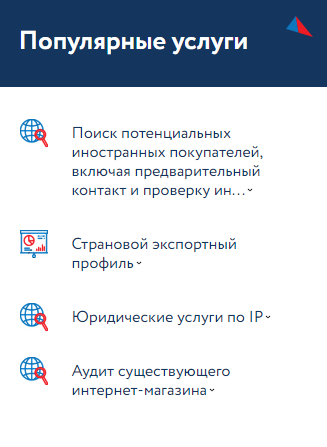 Популярные услуги
Поиск потенциальных
иностранных покупателей,
включая предварительный
контакт и проверку ин...
Страновой экспортный
профиль
Юридические услуги по IP
Аудит существующего
интернет-магазина